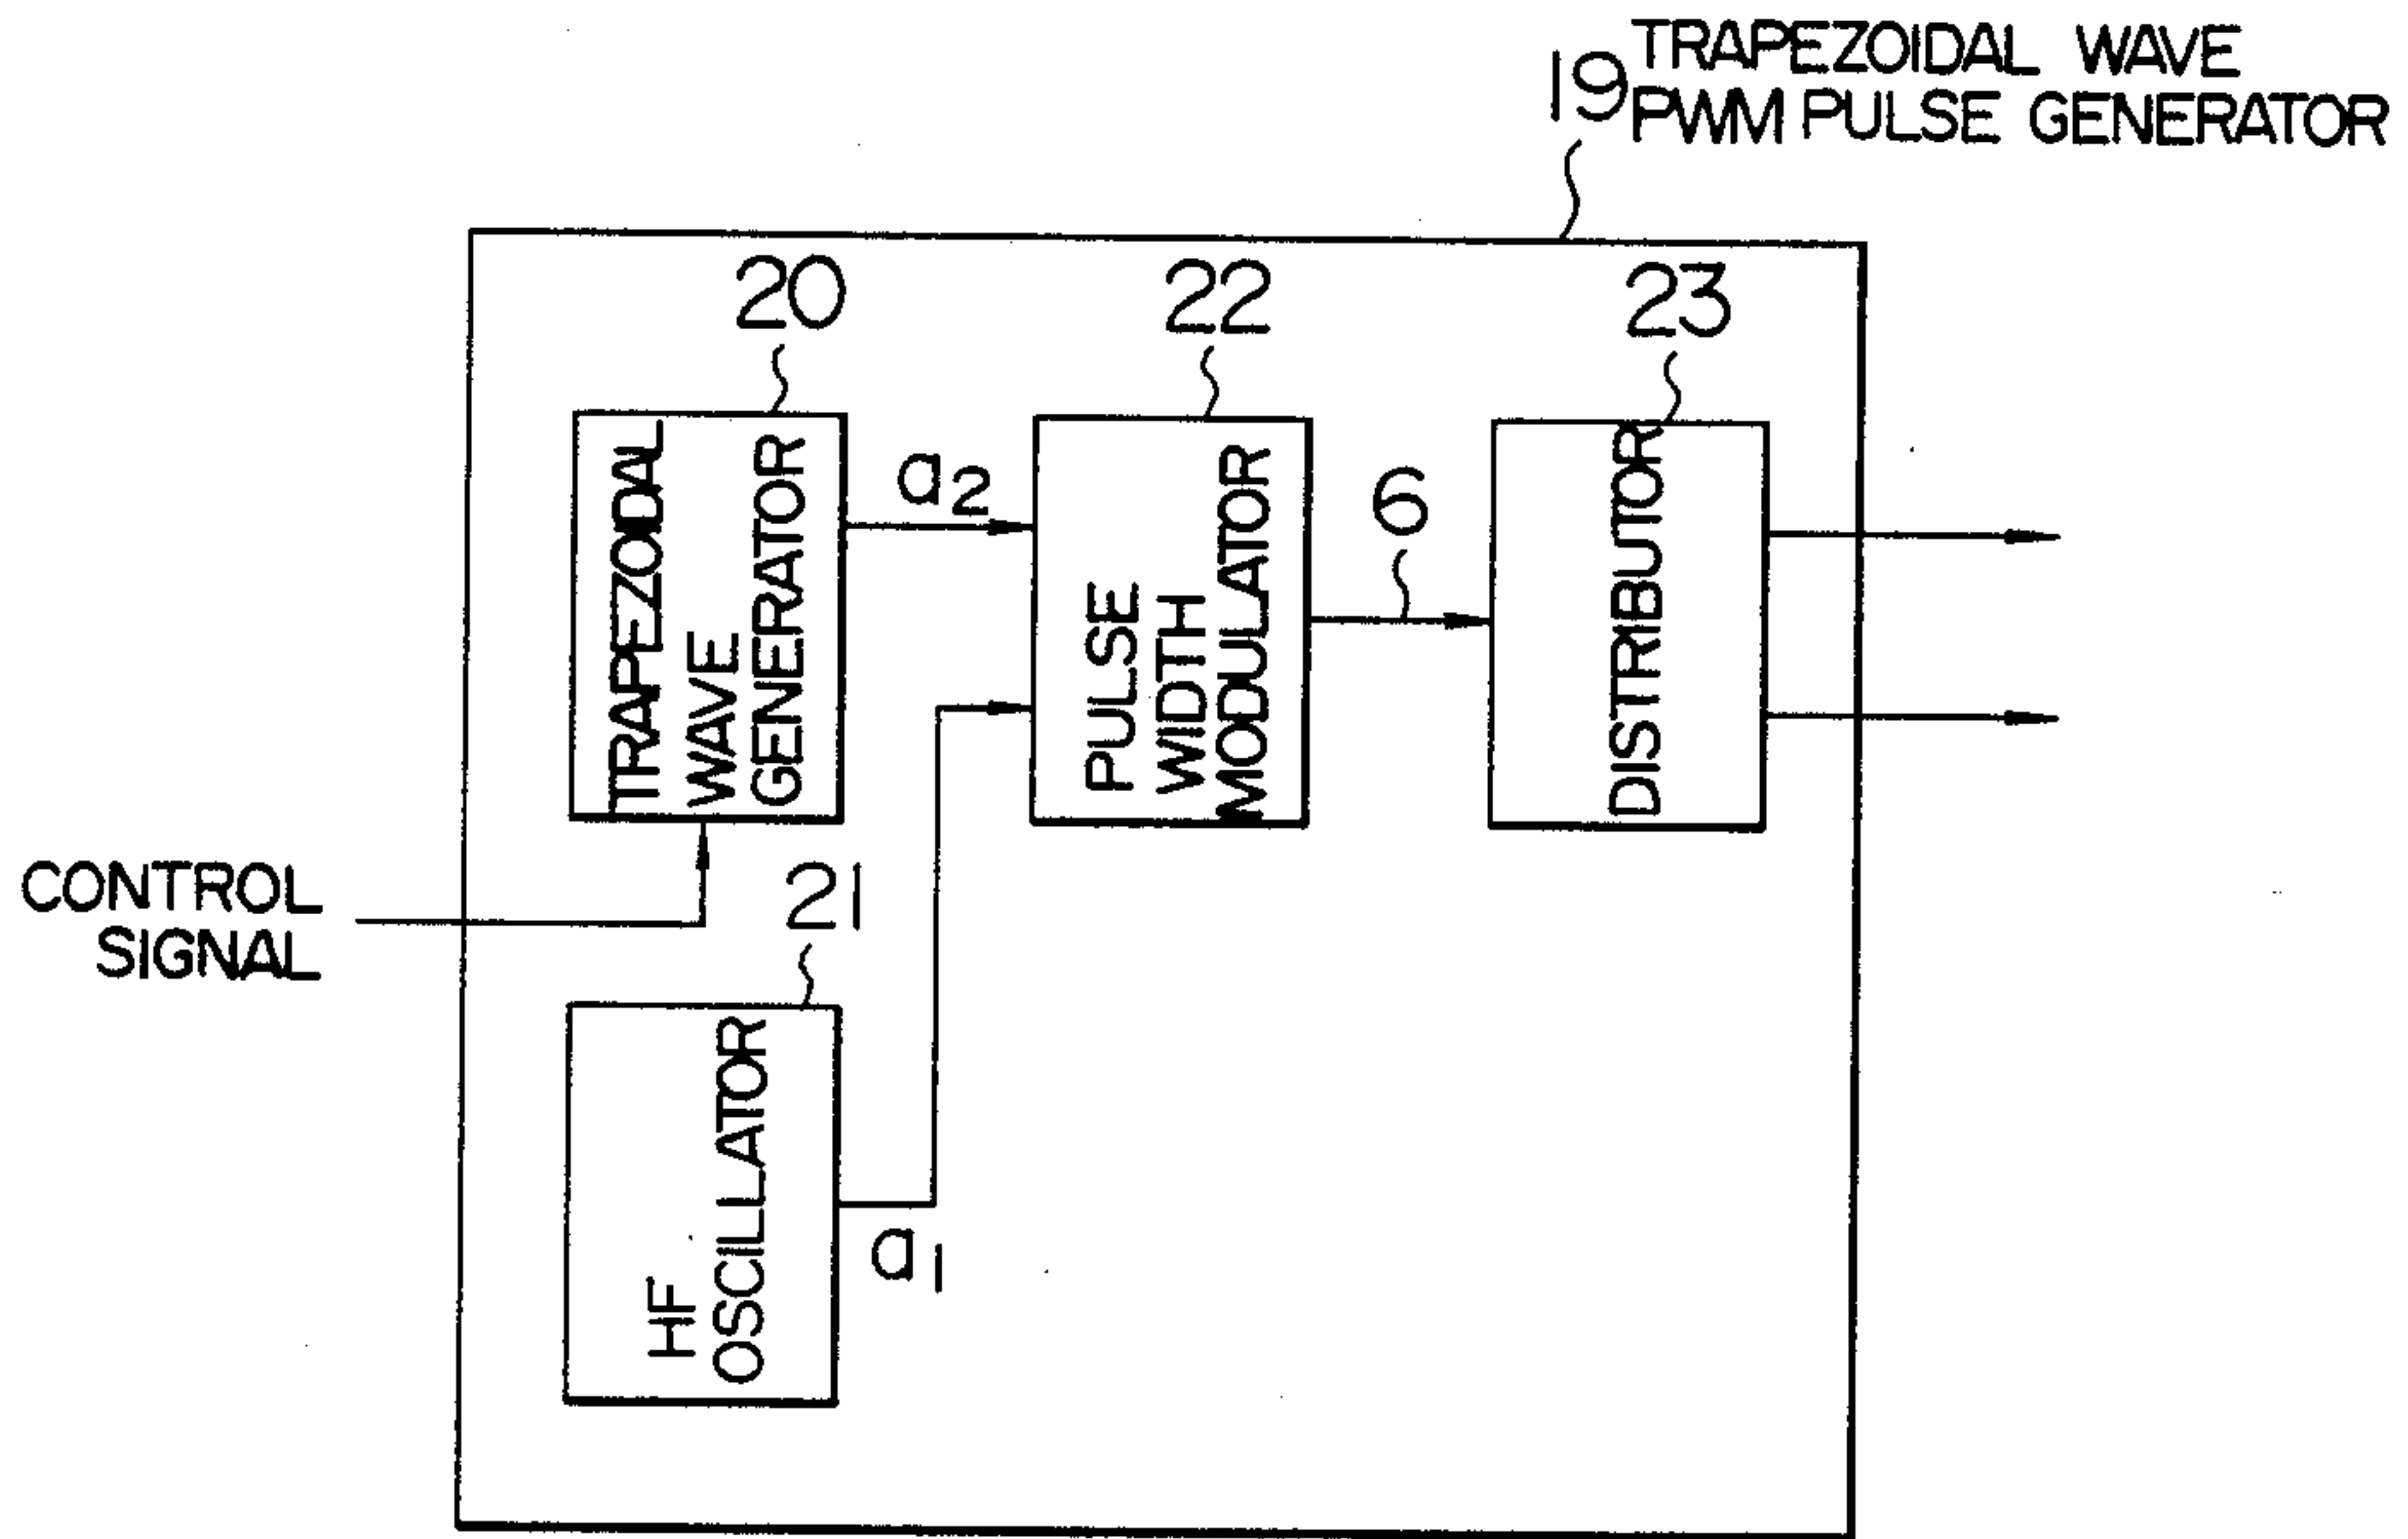 19 TRAPEZOIDAL WAVE
PWM PULSE GENERATOR
20
22
23
TRAPEZOIDAL
WAVE
GENERATOR
a2
PULSE
WIDTH
MODULATOR
6
DISTRIBUTOR
CONTROL
SIGNAL
21
HF
OSCILLATOR
a1